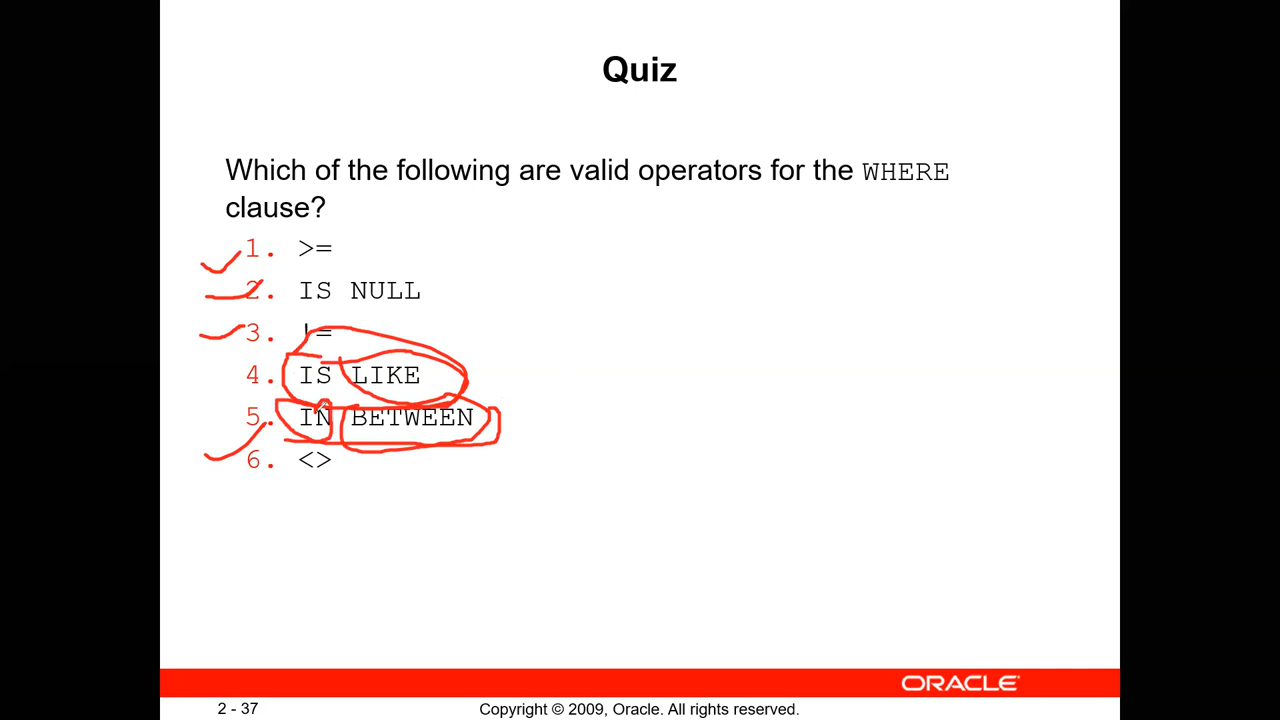 Quiz
Which of the following are valid operators for the WHERE
clause?
1. >=
2. IS NULL
3. !=
4. IS LIKE
5. IN BETWEEN
6. <>
ORACLE
2 - 37
Copyright © 2009, Oracle. All rights reserved.